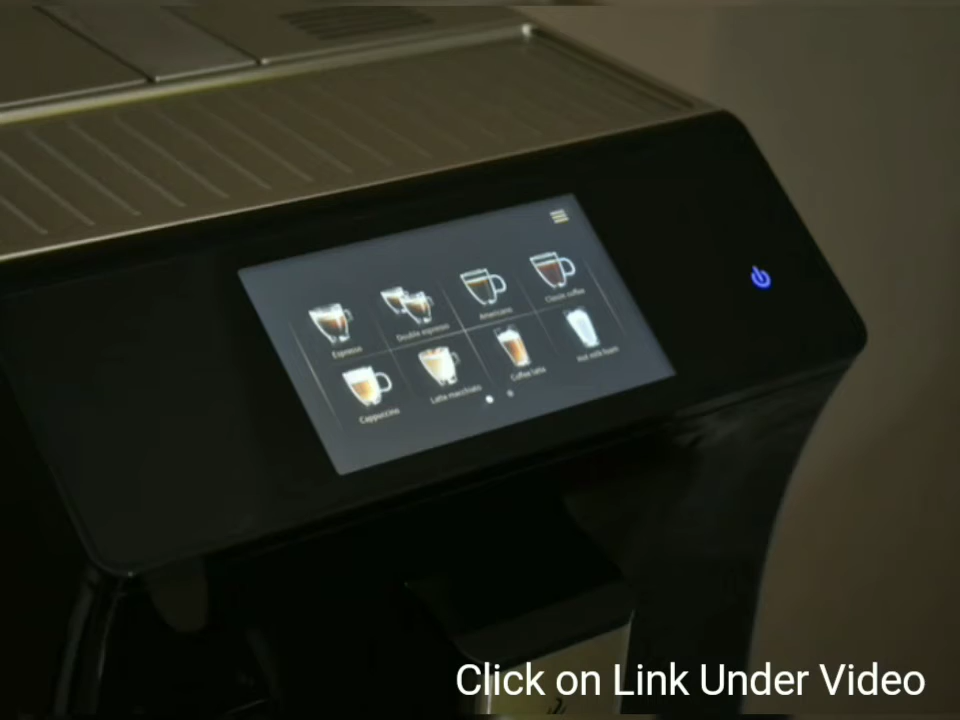 Espresso
Double espresso
Americano
Classic coffee
Cappuccino
Latte macchiato
Coffee latte
Hot milk foam
Click on Link Under Video